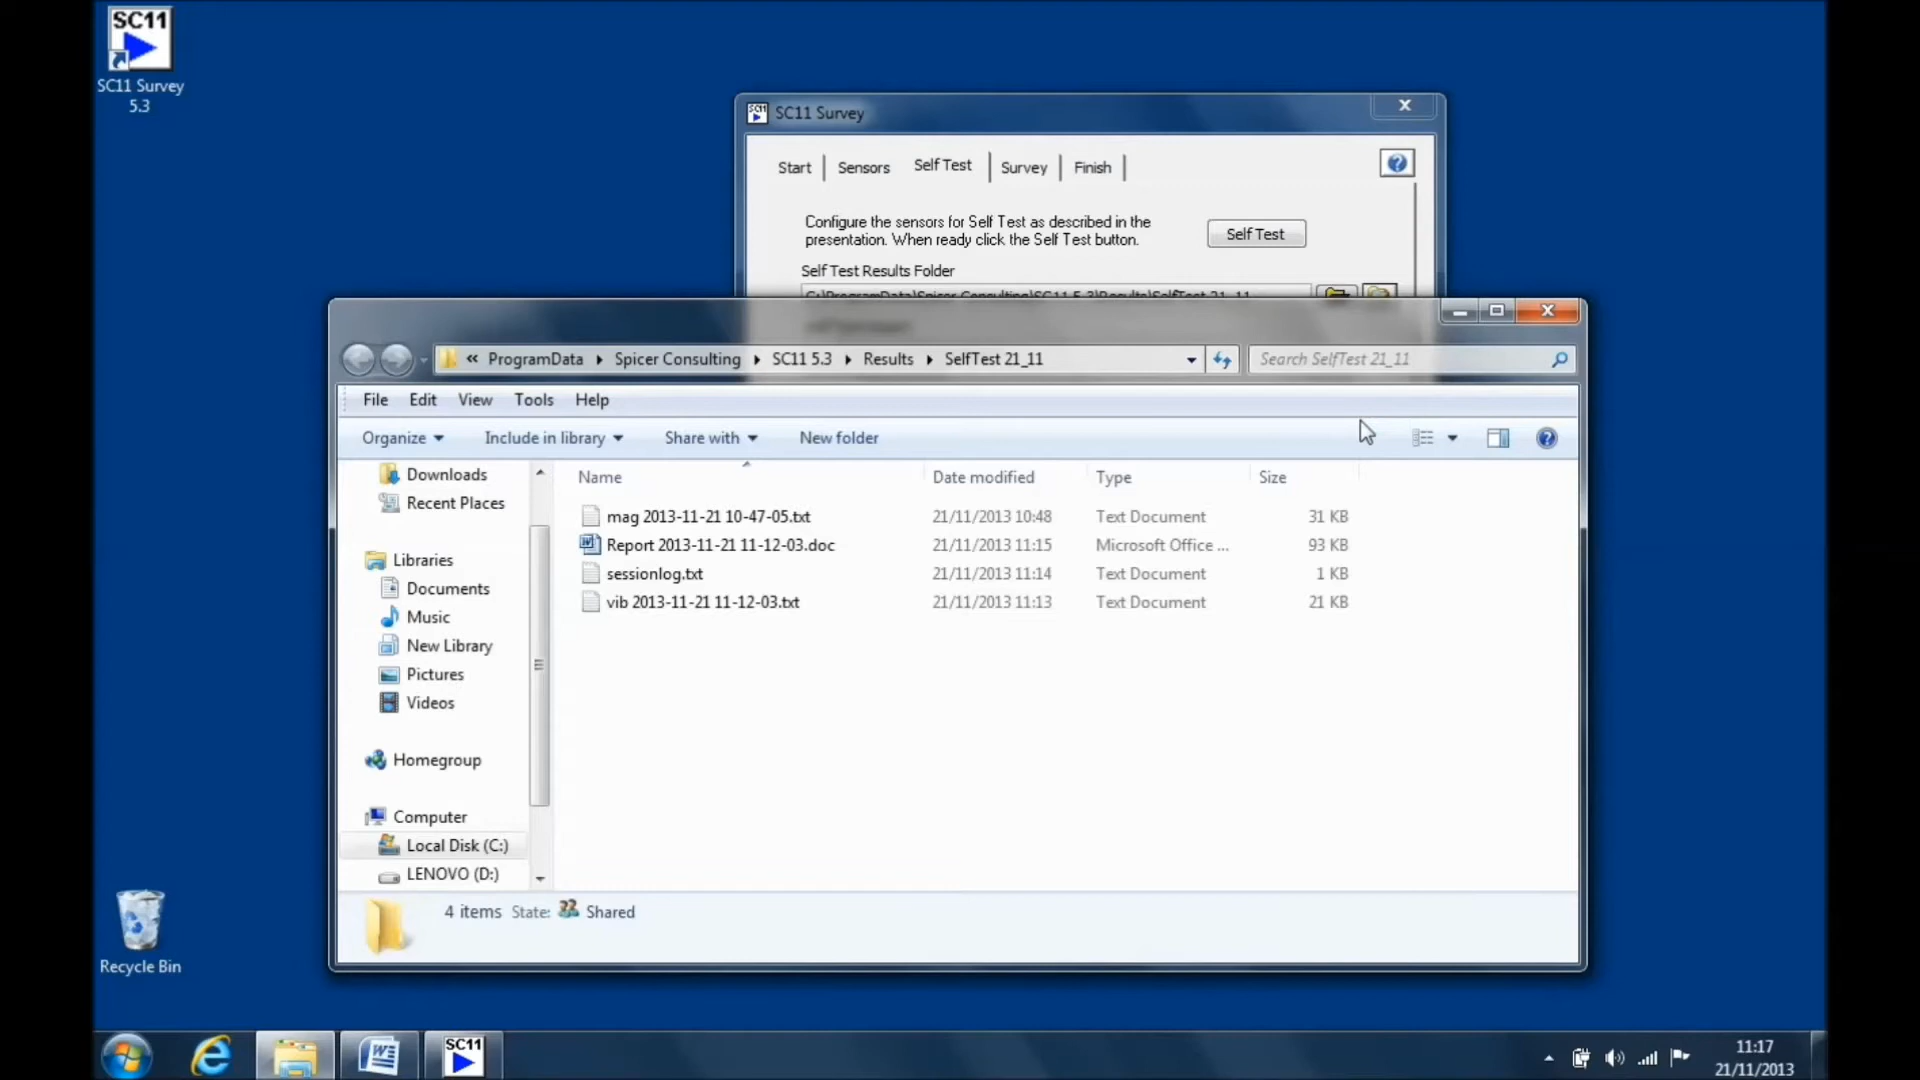 SC11
SC11 Survey
5.3
SC11 SC11 Survey
Start Sensors Self Test Survey Finish
Configure the sensors for Self Test as described in the
presentation. When ready click the Self Test button.
Self Test
Self Test Results Folder
C:\ProgramData\Spicer Consulting\SC11 5.3\Results\SelfTest 21_11
« ProgramData Spicer Consulting SC11 5.3 Results SelfTest 21_11
Search SelfTest 21_11
File Edit View Tools Help
Organize Include in library Share with New folder
Name Date modified Type Size
mag 2013-11-21 10-47-05.txt 21/11/2013 10:48 Text Document 31 KB
Report 2013-11-21 11-12-03.doc 21/11/2013 11:15 Microsoft Office ... 93 KB
sessionlog.txt 21/11/2013 11:14 Text Document 1 KB
vib 2013-11-21 11-12-03.txt 21/11/2013 11:13 Text Document 21 KB
Downloads
Recent Places
Libraries
Documents
Music
New Library
Pictures
Videos
Homegroup
Computer
Local Disk (C:)
LENOVO (D:)
4 items State: Shared
Recycle Bin
SC11
11:17
21/11/2013